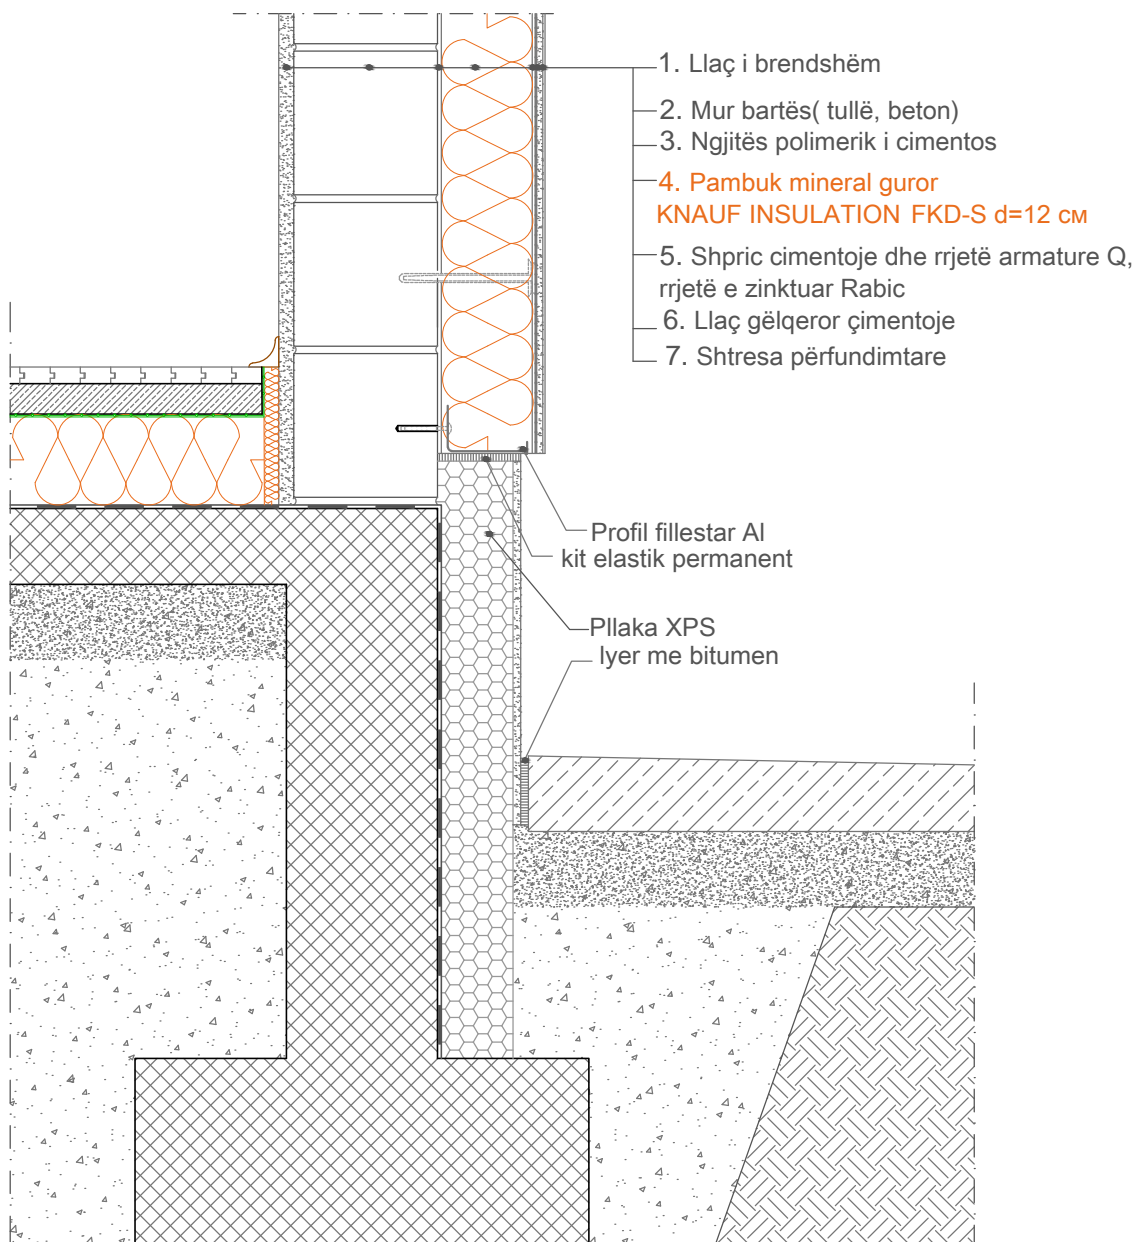 1. Llaç i brendshëm
2. Mur bartës( tullë, beton)
3. Ngjitës polimerik i cimentos
4. Pambuk mineral guror
KNAUF INSULATION FKD-S d=12 см
5. Shpric cimentoje dhe rrjetë armature Q,
rrjetë e zinktuar Rabic
6. Llaç gëlqeror çimentoje
7. Shtresa përfundimtare
Profil fillestar Al
kit elastik permanent
Pllaka XPS
lyer me bitumen